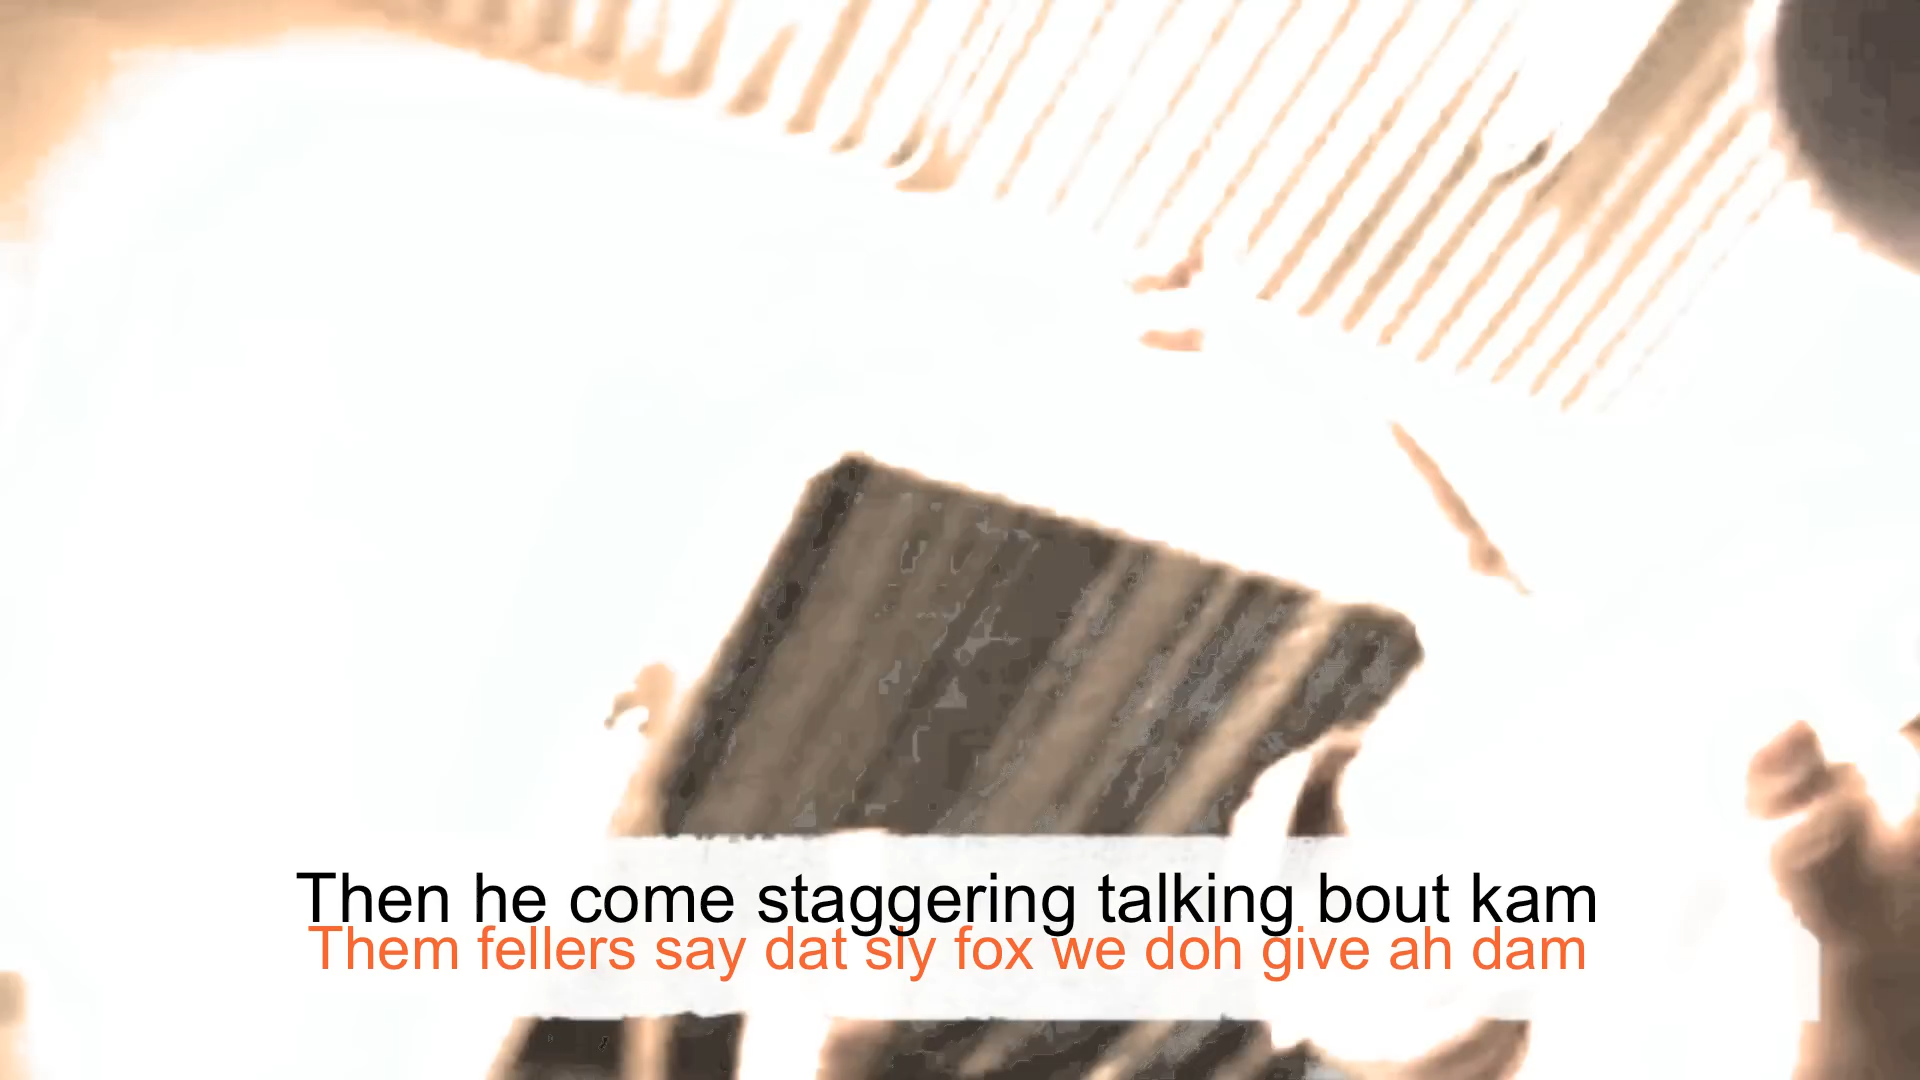 Then he come staggering talking bout kam
Them fellers say dat sly fox we doh give ah dam